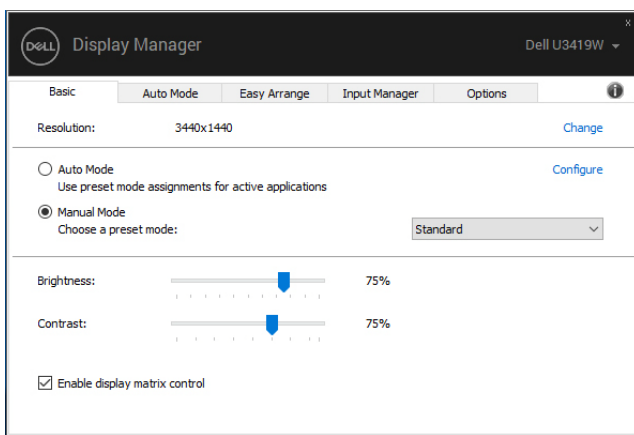 DELL Display Manager
x
Dell U3419W
Basic Auto Mode Easy Arrange Input Manager Options
Resolution: 3440x1440 Change
Auto Mode Configure
Use preset mode assignments for active applications
Manual Mode
Choose a preset mode: Standard
Brightness: 75%
Contrast: 75%
Enable display matrix control